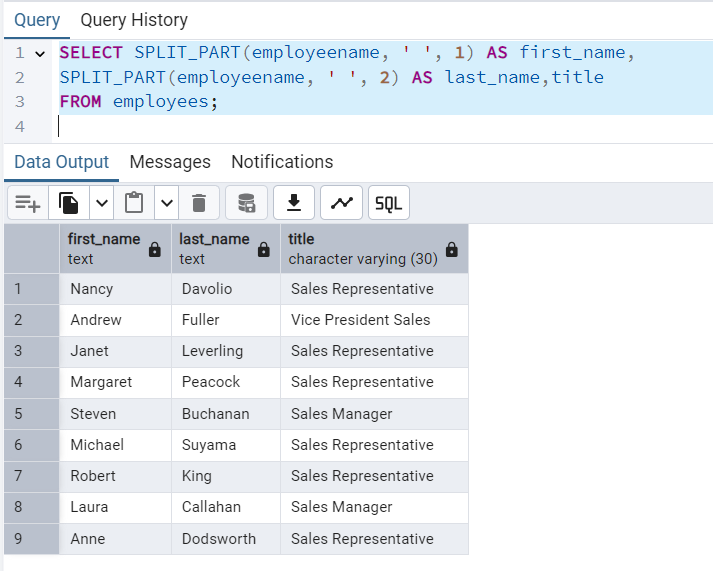 Query Query History
1 SELECT SPLIT_PART(employeename, ' ', 1) AS first_name,
2 SPLIT_PART(employeename, ' ', 2) AS last_name,title
3 FROM employees;
4
Data Output Messages Notifications
SQL
first_name last_name title
text text character varying (30)
1 Nancy Davolio Sales Representative
2 Andrew Fuller Vice President Sales
3 Janet Leverling Sales Representative
4 Margaret Peacock Sales Representative
5 Steven Buchanan Sales Manager
6 Michael Suyama Sales Representative
7 Robert King Sales Representative
8 Laura Callahan Sales Manager
9 Anne Dodsworth Sales Representative